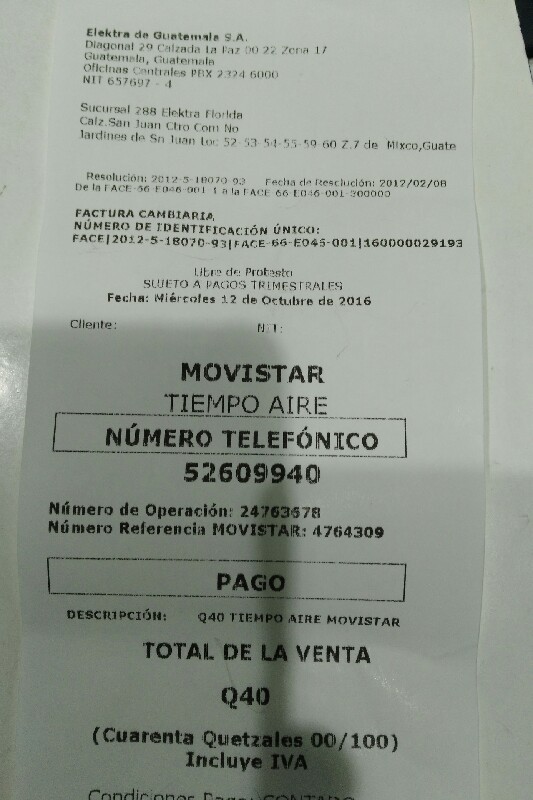 Elektra de Guatemala S.A.
Diagonal 29 Calzada La Paz 00 22 Zona 17
Guatemala, Guatemala
Oficinas Centrales PBX 2324 6000
NIT 657697 - 4
Sucursal 288 Elektra Florida
Calz.San Juan Ctro Com No
Jardines de Sn Juan Loc 52-53-54-55-59-60 Z.7 de Mixco,Guate
Resolución: 2012-5-18070-93 Fecha de Resclución: 2012/02/08
De la FACE-66-E046-001-1 a la FACE-66-E046-001-300000
FACTURA CAMBIARIA,
NÚMERO DE IDENTIFICACIÓN ÚNICO:
FACE|2012-5-18070-93|FACE-66-E046-001|160000029193
Libre de Protesto
SUJETO A PAGOS TRIMESTRALES
Fecha: Miércoles 12 de Octubre de 2016
Cliente: NIT:
MOVISTAR
TIEMPO AIRE
NÚMERO TELEFÓNICO
52609940
Número de Operación: 24763678
Número Referencia MOVISTAR: 4764309
PAGO
DESCRIPCIÓN: Q40 TIEMPO AIRE MOVISTAR
TOTAL DE LA VENTA
Q40
(Cuarenta Quetzales 00/100)
Incluye IVA
Condiciones Pago: CONTADO